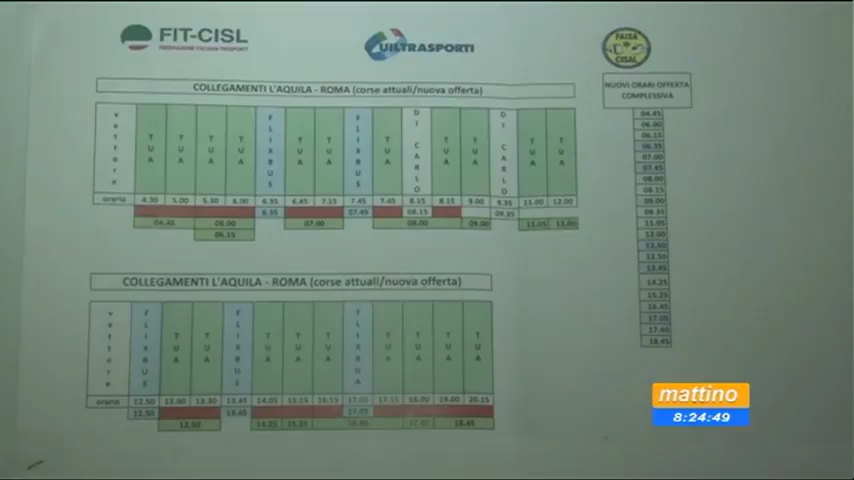 FIT-CISL
FEDERAZIONE ITALIANA TRASPORTI
UILTRASPORTI
FAISA
CISAL
COLLEGAMENTI L'AQUILA - ROMA (corse attuali/nuova offerta)
vettore TUA TUA TUA TUA FLIXBUS TUA TUA FLIXBUS TUA DI CARLO TUA TUA DI CARLO TUA TUA
orario 4.30 5.00 5.30 6.00 6.35 6.45 7.15 7.45 7.45 8.15 8.15 9.00 9.35 11.00 12.00
6.35 07.45 08.15 09.35
04.45 06.00 07.00 08.00 09.00 11.05 12.00
06.15
NUOVI ORARI OFFERTA
COMPLESSIVA
04.45
06.00
06.15
06.35
07.00
07.45
08.00
08.15
09.00
09.35
11.05
12.00
12.50
12.50
13.45
14.25
15.25
16.45
17.05
17.40
18.45
COLLEGAMENTI L'AQUILA - ROMA (corse attuali/nuova offerta)
vettore FLIXBUS TUA TUA FLIXBUS TUA TUA TUA TUA TUA TUA TUA
orario 12.50 13.00 13.30 13.45 14.05 15.15 16.15 17.05 17.15 18.00 19.00 20.15
12.50 13.45 17.05
12.50 14.25 15.25 17.40 18.45
mattino
8:24:49